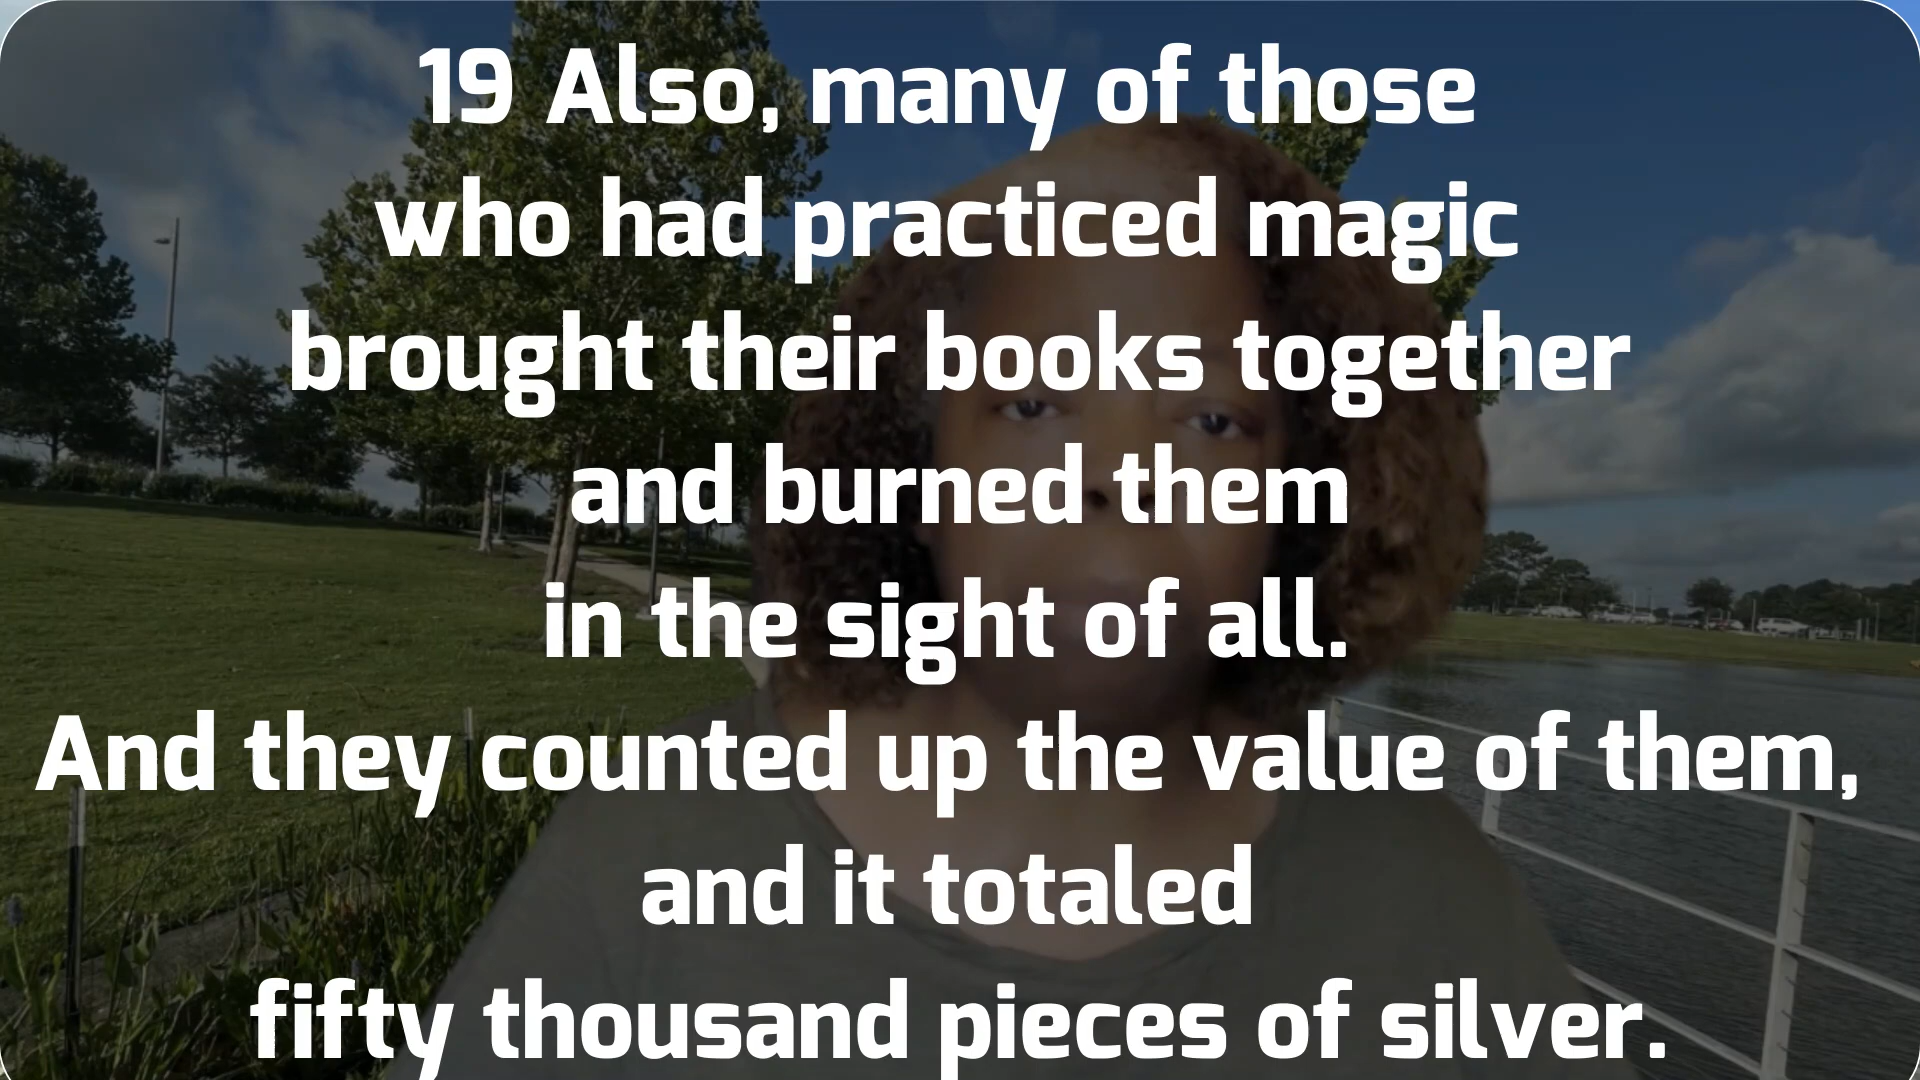 19 Also, many of those
who had practiced magic
brought their books together
and burned them
in the sight of all.
And they counted up the value of them,
and it totaled
fifty thousand pieces of silver.